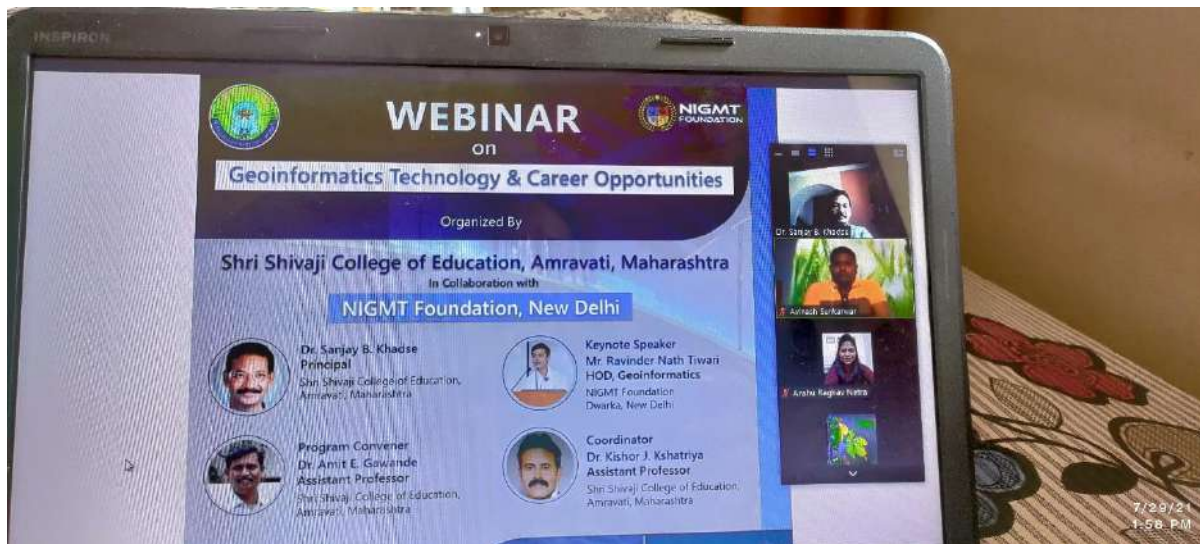 INSPIRON
WEBINAR
on
Geoinformatics Technology & Career Opportunities
NIGMT
FOUNDATION
Organized By
Shri Shivaji College of Education, Amravati, Maharashtra
In Collaboration with
NIGMT Foundation, New Delhi
Dr. Sanjay B. Khadse
Principal
Shri Shivaji College of Education,
Amravati, Maharashtra
Keynote Speaker
Mr. Ravinder Nath Tiwari
HOD, Geoinformatics
NIGMT Foundation
Dwarka, New Delhi
Program Convener
Dr. Amit E. Gawande
Assistant Professor
Shri Shivaji College of Education,
Amravati, Maharashtra
Coordinator
Dr. Kishor J. Kshatriya
Assistant Professor
Shri Shivaji College of Education,
Amravati, Maharashtra
Dr. Sanjay B. Khadse
Avinash
Anshu Raghav
7/29/21
1:58 PM